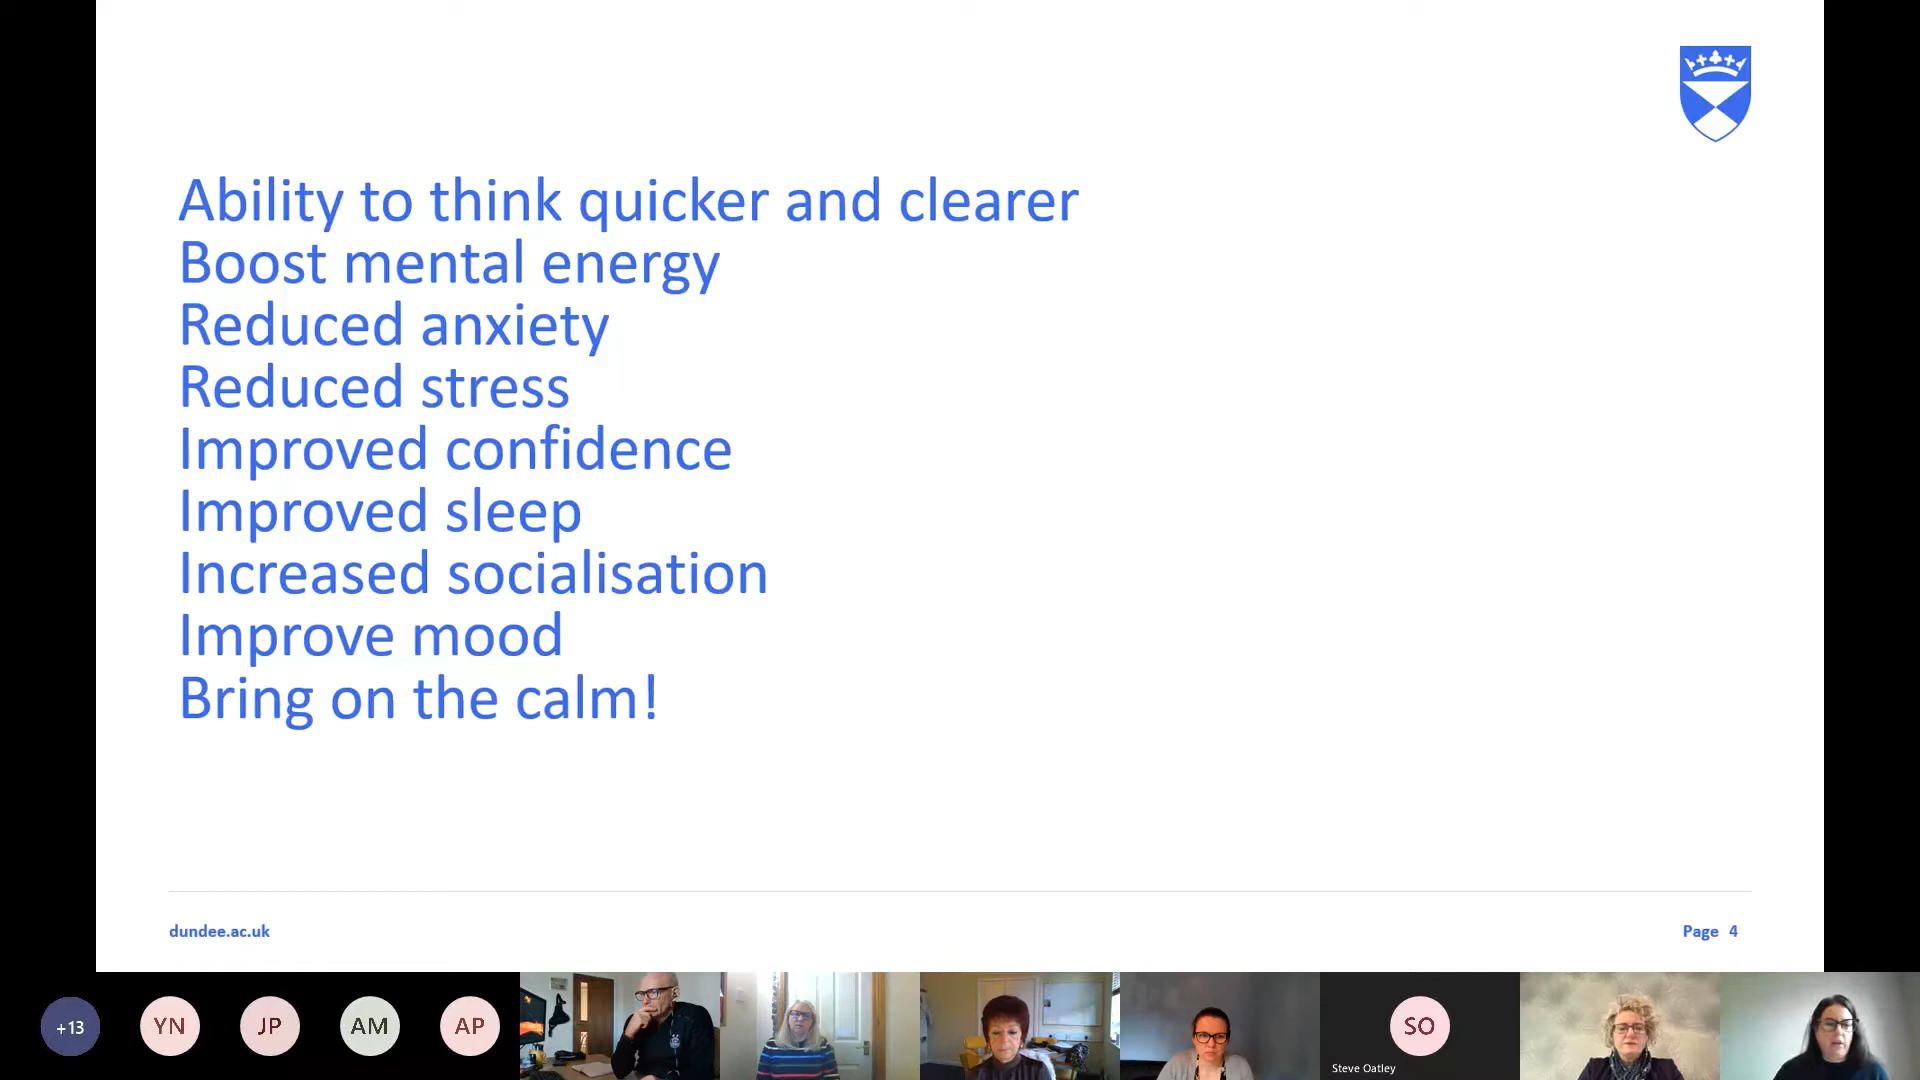 Ability to think quicker and clearer
Boost mental energy
Reduced anxiety
Reduced stress
Improved confidence
Improved sleep
Increased socialisation
Improve mood
Bring on the calm!
dundee.ac.uk
Page 4
+13
YN
JP
AM
AP
SO
Steve Oatley